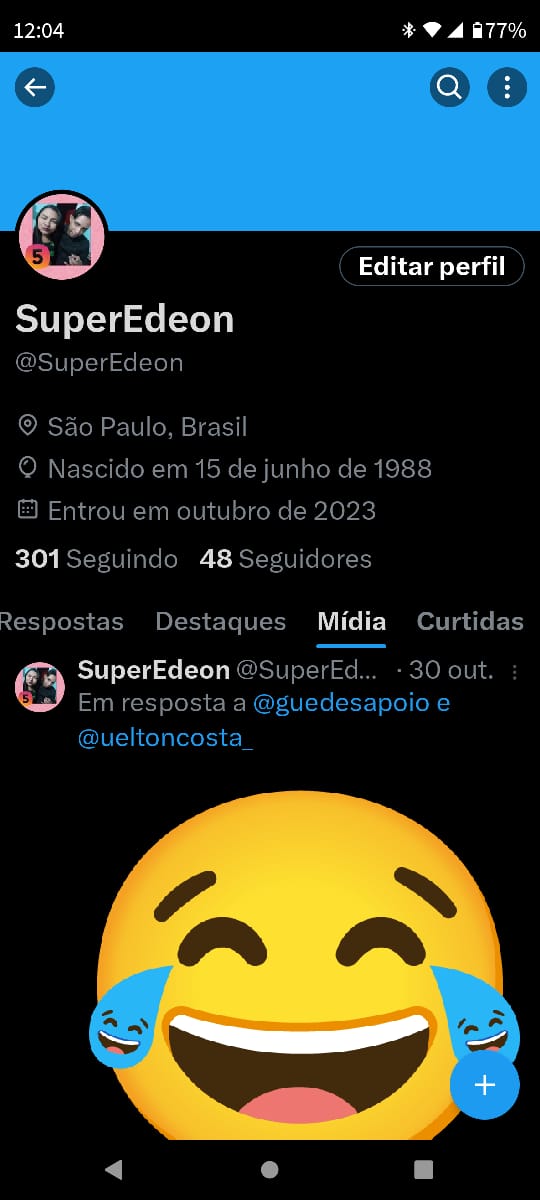 12:04
77%
Editar perfil
5
SuperEdeon
@SuperEdeon
São Paulo, Brasil
Nascido em 15 de junho de 1988
Entrou em outubro de 2023
301 Seguindo 48 Seguidores
Respostas Destaques Mídia Curtidas
SuperEdeon @SuperEd... · 30 out.
5
Em resposta a @guedesapoio e
@ueltoncosta_